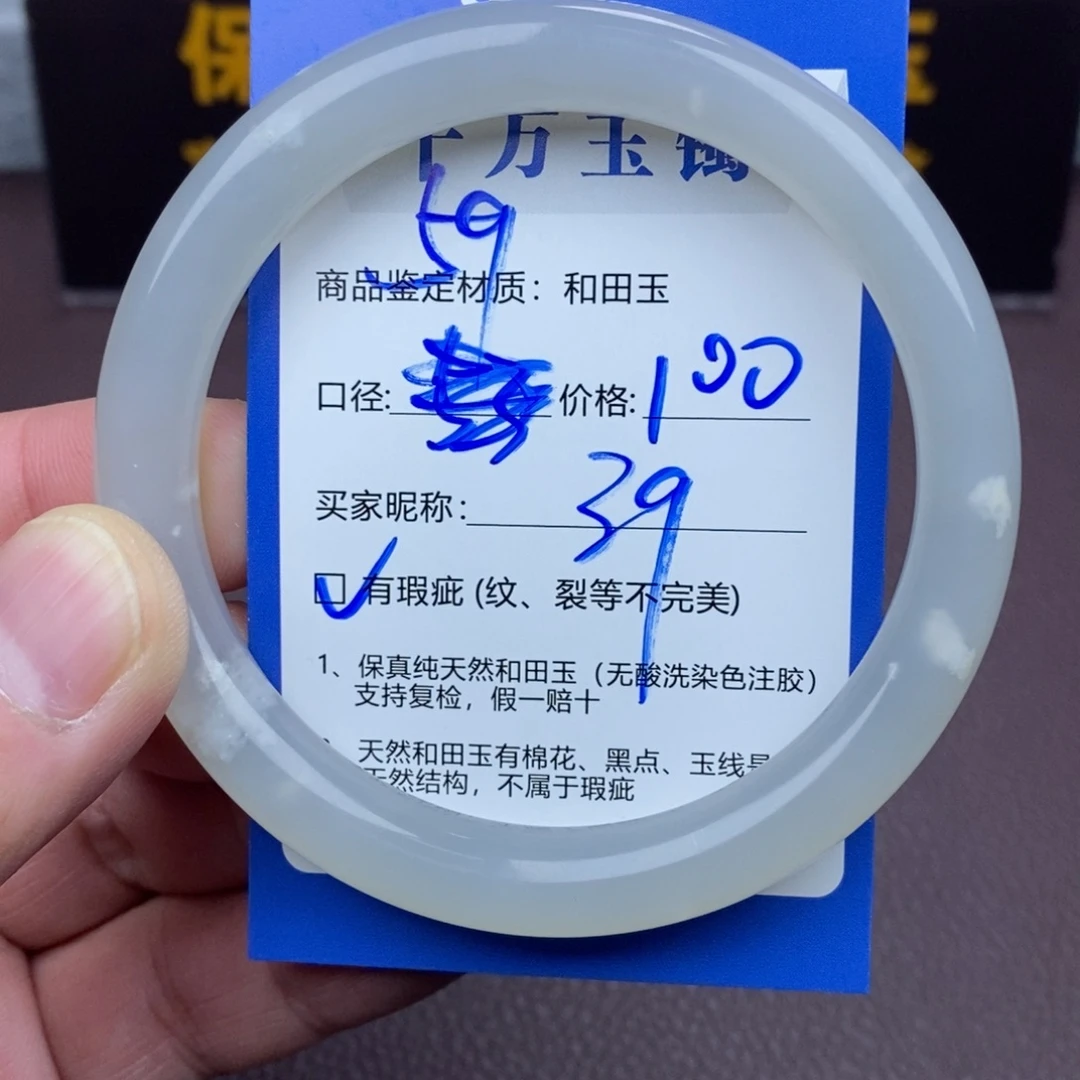 保
万玉镯
59
商品鉴定材质：和田玉
口径: 价格: 100
买家昵称： 39
有瑕疵 (纹、裂等不完美)
1、保真纯天然和田玉（无酸洗染色注胶）
支持复检，假一赔十
天然和田玉有棉花、黑点、玉线是
天然结构，不属于瑕疵